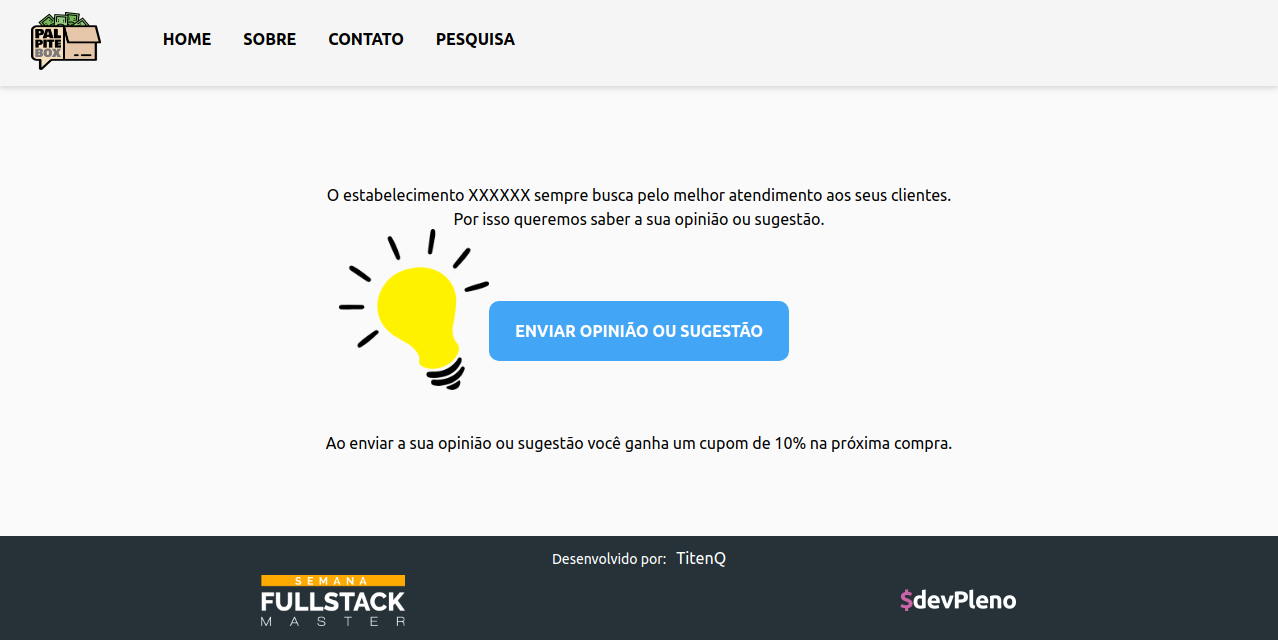 PAL
PITE
BOX
HOME SOBRE CONTATO PESQUISA
O estabelecimento XXXXXX sempre busca pelo melhor atendimento aos seus clientes.
Por isso queremos saber a sua opinião ou sugestão.
ENVIAR OPINIÃO OU SUGESTÃO
Ao enviar a sua opinião ou sugestão você ganha um cupom de 10% na próxima compra.
Desenvolvido por: TitenQ
SEMANA
FULLSTACK
MASTER
$devPleno